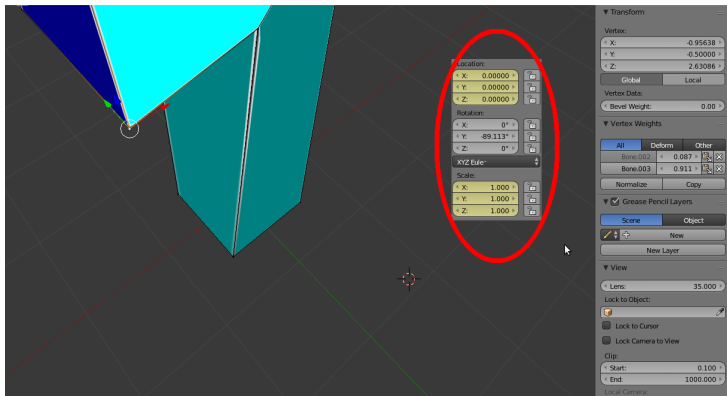 Location:
X: 0.00000
Y: 0.00000
Z: 0.00000
Rotation:
X: 0°
Y: -89.113°
Z: 0°
XYZ Euler
Scale:
X: 1.000
Y: 1.000
Z: 1.000
Transform
Vertex:
X: -0.95638
Y: -0.50000
Z: 2.63086
Global Local
Vertex Data:
Bevel Weight: 0.00
Vertex Weights
All Deform Other
Bone.002 0.087
Bone.003 0.911
Normalize Copy
Grease Pencil Layers
Scene Object
New
New Layer
View
Lens: 35.000
Lock to Object:
Lock to Cursor
Lock Camera to View
Clip:
Start: 0.100
End: 1000.000
Local Camera: